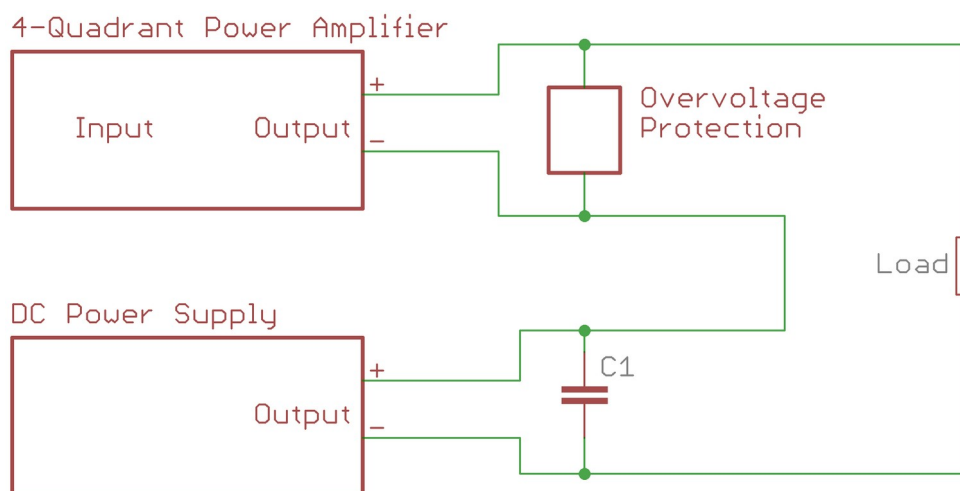 4-Quadrant Power Amplifier
+
Input
Output
-
Overvoltage
Protection
Load
DC Power Supply
+
C1
Output
-